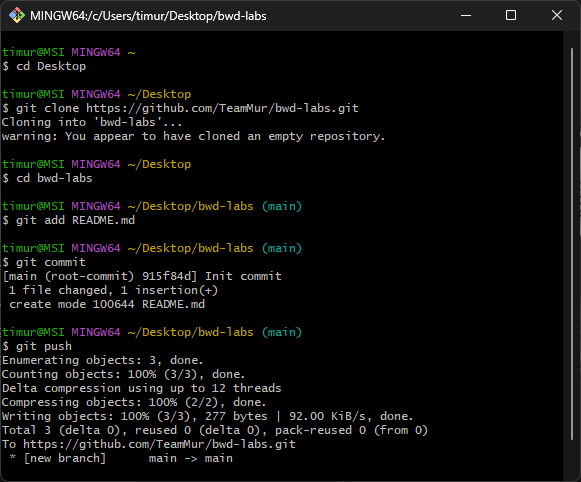 MINGW64:/c/Users/timur/Desktop/bwd-labs
timur@MSI MINGW64 ~
$ cd Desktop
timur@MSI MINGW64 ~/Desktop
$ git clone https://github.com/TeamMur/bwd-labs.git
Cloning into 'bwd-labs'...
warning: You appear to have cloned an empty repository.
timur@MSI MINGW64 ~/Desktop
$ cd bwd-labs
timur@MSI MINGW64 ~/Desktop/bwd-labs (main)
$ git add README.md
timur@MSI MINGW64 ~/Desktop/bwd-labs (main)
$ git commit
[main (root-commit) 915f84d] Init commit
 1 file changed, 1 insertion(+)
 create mode 100644 README.md
timur@MSI MINGW64 ~/Desktop/bwd-labs (main)
$ git push
Enumerating objects: 3, done.
Counting objects: 100% (3/3), done.
Delta compression using up to 12 threads
Compressing objects: 100% (2/2), done.
Writing objects: 100% (3/3), 277 bytes | 92.00 KiB/s, done.
Total 3 (delta 0), reused 0 (delta 0), pack-reused 0 (from 0)
To https://github.com/TeamMur/bwd-labs.git
 * [new branch]      main -> main